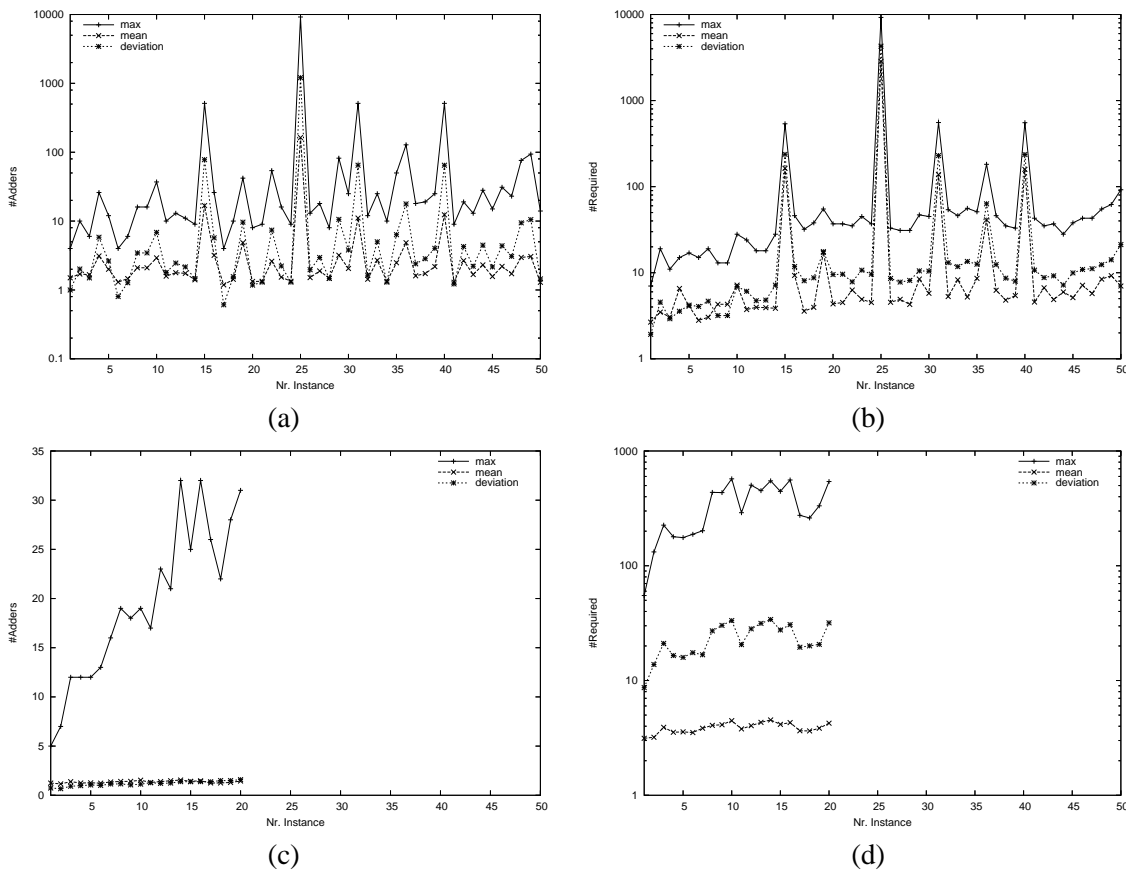 10000
1000
100
10
1
0.1
#Adders
max
mean
deviation
5 10 15 20 25 30 35 40 45 50
Nr. Instance
(a)
10000
1000
100
10
1
#Required
max
mean
deviation
5 10 15 20 25 30 35 40 45 50
Nr. Instance
(b)
35
30
25
20
15
10
5
0
#Adders
max
mean
deviation
5 10 15 20 25 30 35 40 45 50
Nr. Instance
(c)
1000
100
10
1
#Required
max
mean
deviation
5 10 15 20 25 30 35 40 45 50
Nr. Instance
(d)